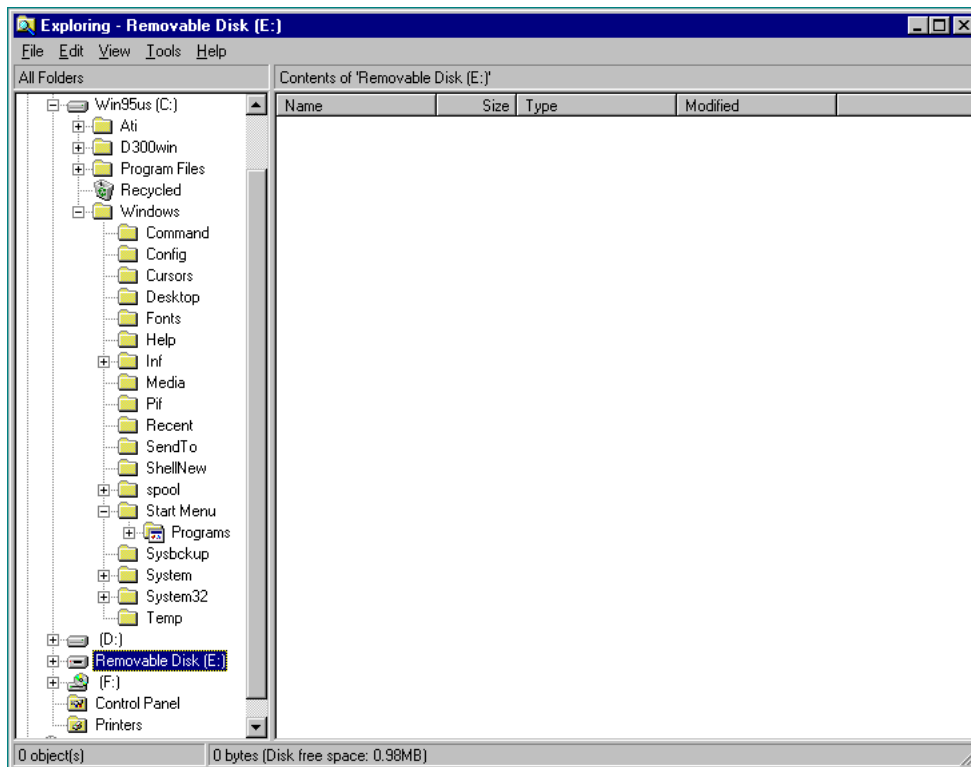 Exploring - Removable Disk (E:)
File Edit View Tools Help
All Folders
Contents of 'Removable Disk (E:)'
Name Size Type Modified
Win95us (C:)
Ati
D300win
Program Files
Recycled
Windows
Command
Config
Cursors
Desktop
Fonts
Help
Inf
Media
Pif
Recent
SendTo
ShellNew
spool
Start Menu
Programs
Sysbckup
System
System32
Temp
(D:)
Removable Disk (E:)
(F:)
Control Panel
Printers
0 object(s)
0 bytes (Disk free space: 0.98MB)